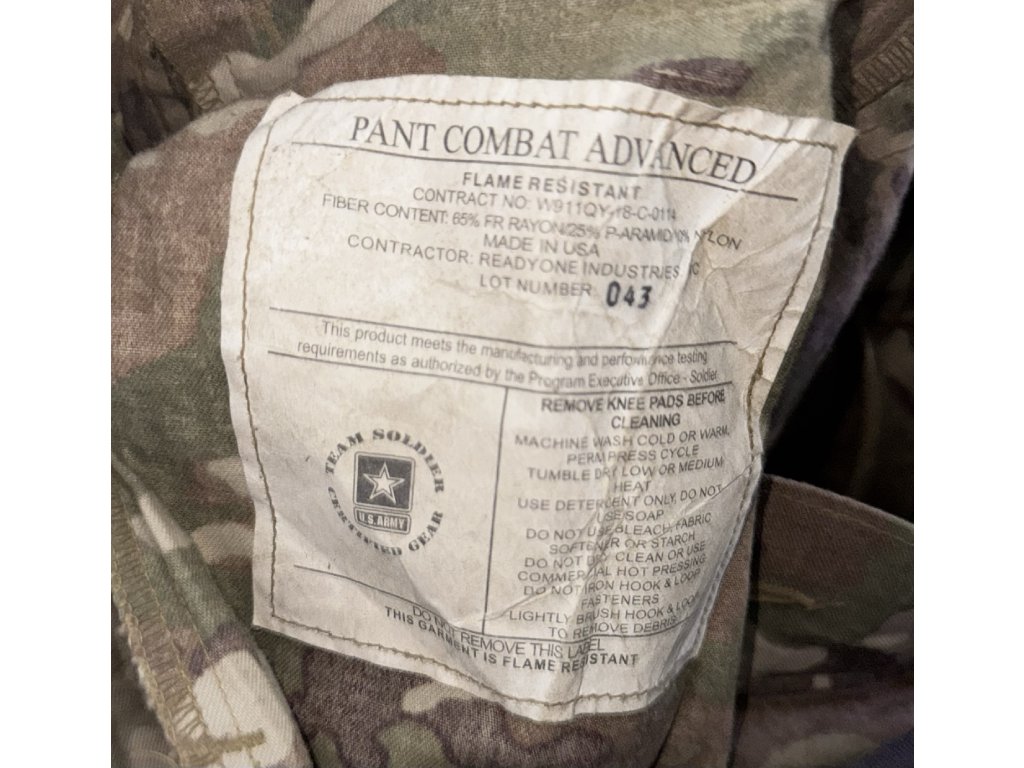 PANT COMBAT ADVANCED
FLAME RESISTANT
CONTRACT NO: W911QY-18-C-0114
FIBER CONTENT: 65% FR RAYON/25% P-ARAMID/10% NYLON
MADE IN USA
CONTRACTOR: READYONE INDUSTRIES,
LOT NUMBER: 043
This product meets the manufacturing and performance testing
requirements as authorized by the Program Executive Office - Soldier
TEAM SOLDIER
U.S. ARMY
CERTIFIED GEAR
REMOVE KNEE PADS BEFORE
CLEANING
MACHINE WASH COLD OR WARM,
PERM PRESS CYCLE
TUMBLE DRY LOW OR MEDIUM
HEAT
USE DETERGENT ONLY, DO NOT
USE SOAP
DO NOT USE BLEACH, FABRIC
SOFTENER OR STARCH
DO NOT DRY CLEAN OR USE
COMMERCIAL HOT PRESSING
DO NOT IRON HOOK & LOOP
FASTENERS
LIGHTLY BRUSH HOOK & LOOP
TO REMOVE DEBRIS
DO NOT REMOVE THIS LABEL
THIS GARMENT IS FLAME RESISTANT